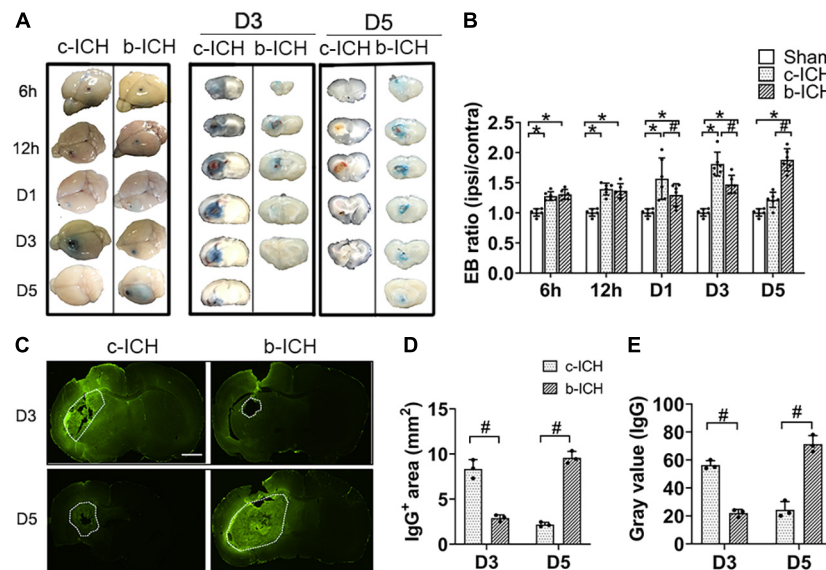 A
c-ICH b-ICH
6h
12h
D1
D3
D5
D3 D5
c-ICH b-ICH c-ICH b-ICH
B
Sham
c-ICH
b-ICH
EB ratio (ipsi/contra)
2.5
2.0
1.5
1.0
0.5
0.0
* * * * * * # * * # * #
6h 12h D1 D3 D5
C
c-ICH b-ICH
D3
D5
D
c-ICH
b-ICH
IgG⁺ area (mm²)
15
10
5
0
# #
D3 D5
E
Gray value (IgG)
100
80
60
40
20
0
# #
D3 D5